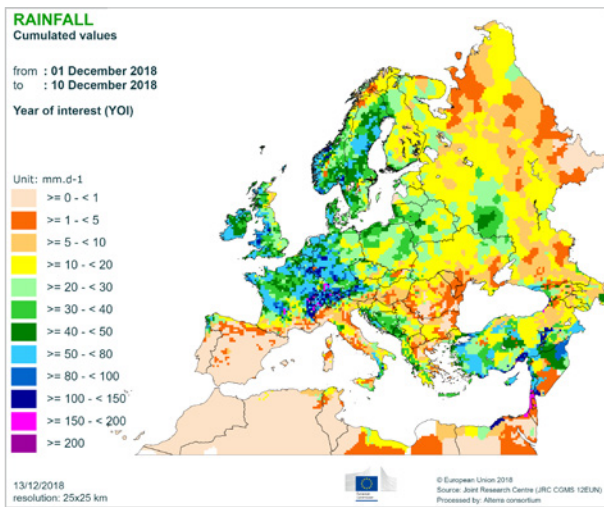 RAINFALL
Cumulated values
from : 01 December 2018
to : 10 December 2018
Year of interest (YOI)
Unit: mm.d-1
>= 0 - < 1
>= 1 - < 5
>= 5 - < 10
>= 10 - < 20
>= 20 - < 30
>= 30 - < 40
>= 40 - < 50
>= 50 - < 80
>= 80 - < 100
>= 100 - < 150
>= 150 - < 200
>= 200
13/12/2018
resolution: 25x25 km
© European Union 2018
Source: Joint Research Centre (JRC CGMS 12EUN)
Processed by: Alterra consortium